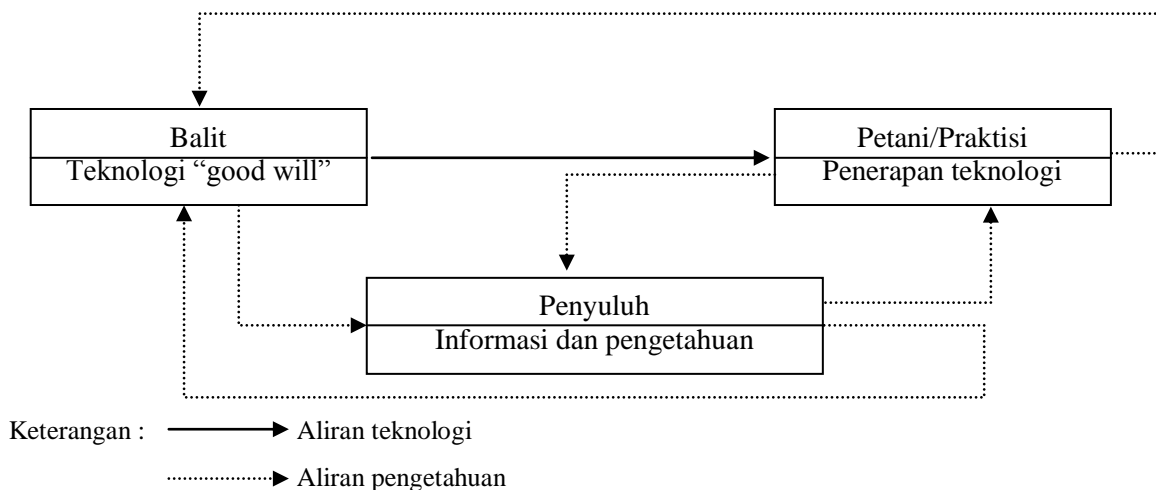 Balit
Teknologi “good will”
Petani/Praktisi
Penerapan teknologi
Penyuluh
Informasi dan pengetahuan
Keterangan :
Aliran teknologi
Aliran pengetahuan